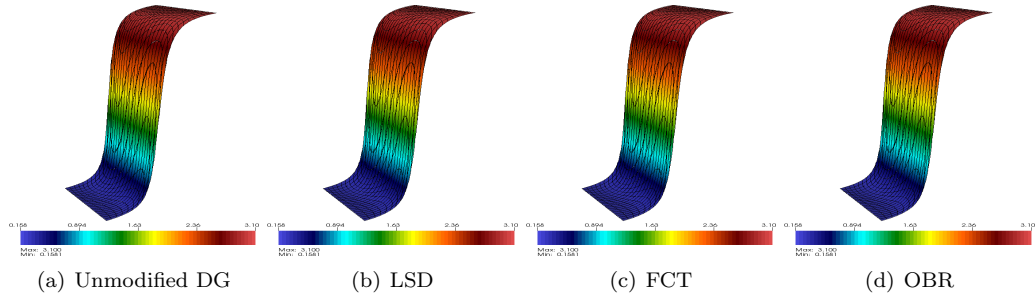 0.158 0.894 1.63 2.36 3.10
Max: 3.100
Min: 0.1581
(a) Unmodified DG
0.158 0.894 1.63 2.36 3.10
Max: 3.100
Min: 0.1581
(b) LSD
0.158 0.894 1.63 2.36 3.10
Max: 3.100
Min: 0.1581
(c) FCT
0.158 0.894 1.63 2.36 3.10
Max: 3.100
Min: 0.1581
(d) OBR